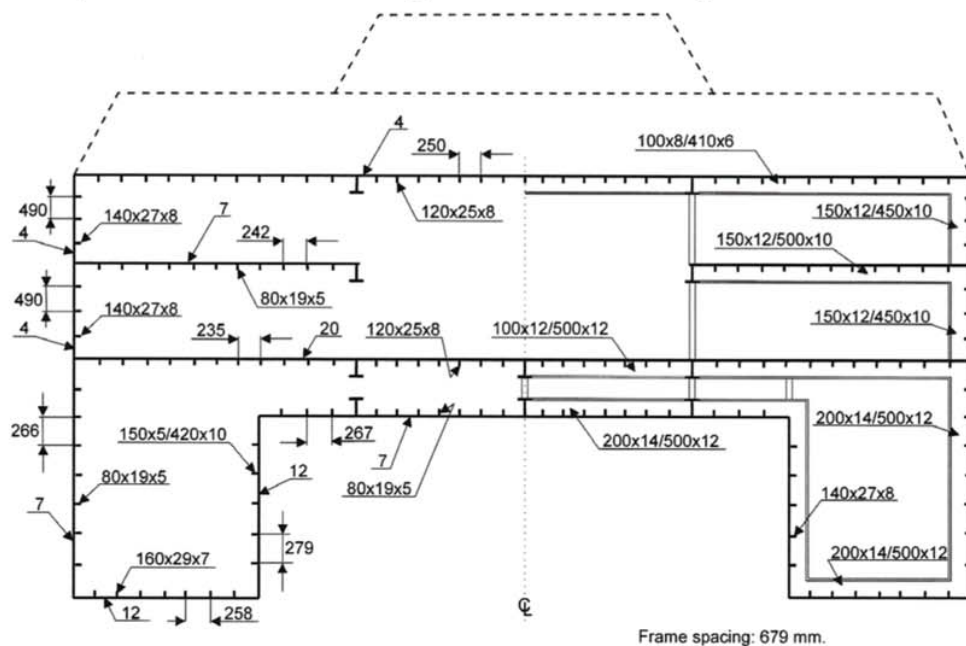 4
250
100x8/410x6
490
140x27x8
7
120x25x8
150x12/450x10
4
242
150x12/500x10
490
80x19x5
140x27x8
150x12/450x10
4
235
20
120x25x8
100x12/500x12
266
150x5/420x10
267
200x14/500x12
200x14/500x12
7
80x19x5
12
80x19x5
140x27x8
7
279
160x29x7
200x14/500x12
12
258
℄
Frame spacing: 679 mm.